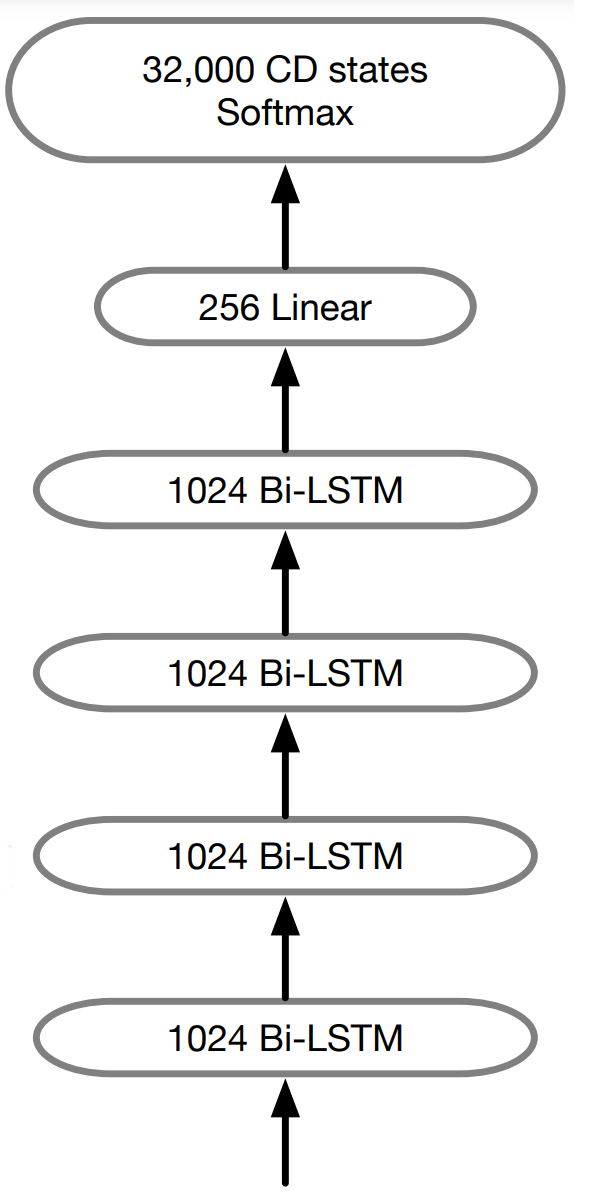 32,000 CD states
Softmax
256 Linear
1024 Bi-LSTM
1024 Bi-LSTM
1024 Bi-LSTM
1024 Bi-LSTM